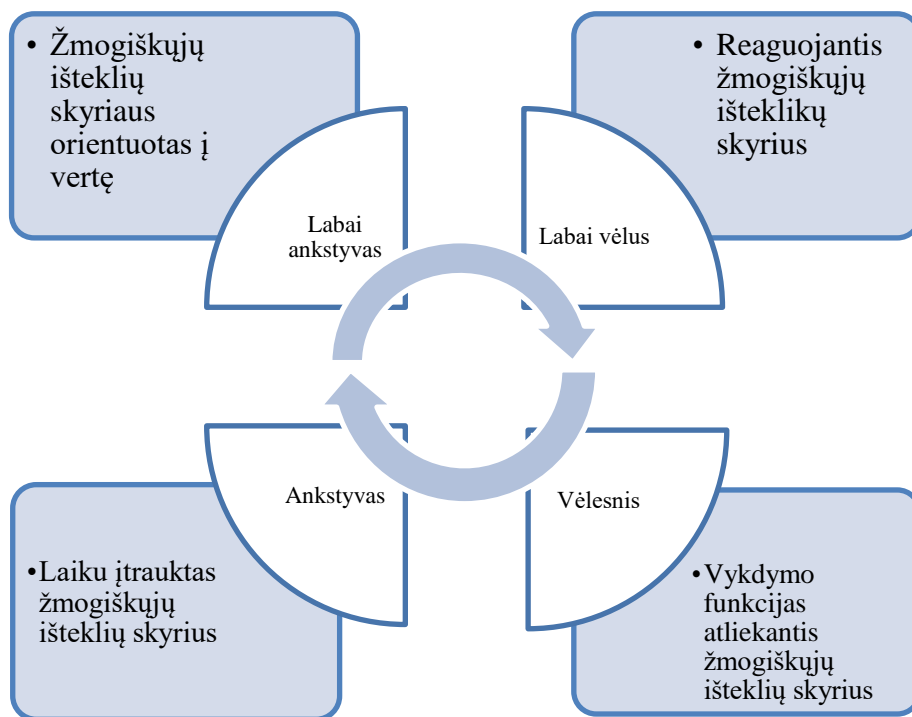 • Žmogiškųjų
išteklių
skyriaus
orientuotas į
vertę
• Reaguojantis
žmogiškųjų
išteklikų
skyrius
Labai
ankstyvas
Labai vėlus
Ankstyvas
Vėlesnis
•Laiku įtrauktas
žmogiškųjų
išteklių skyrius
•Vykdymo
funkcijas
atliekantis
žmogiškųjų
išteklių skyrius